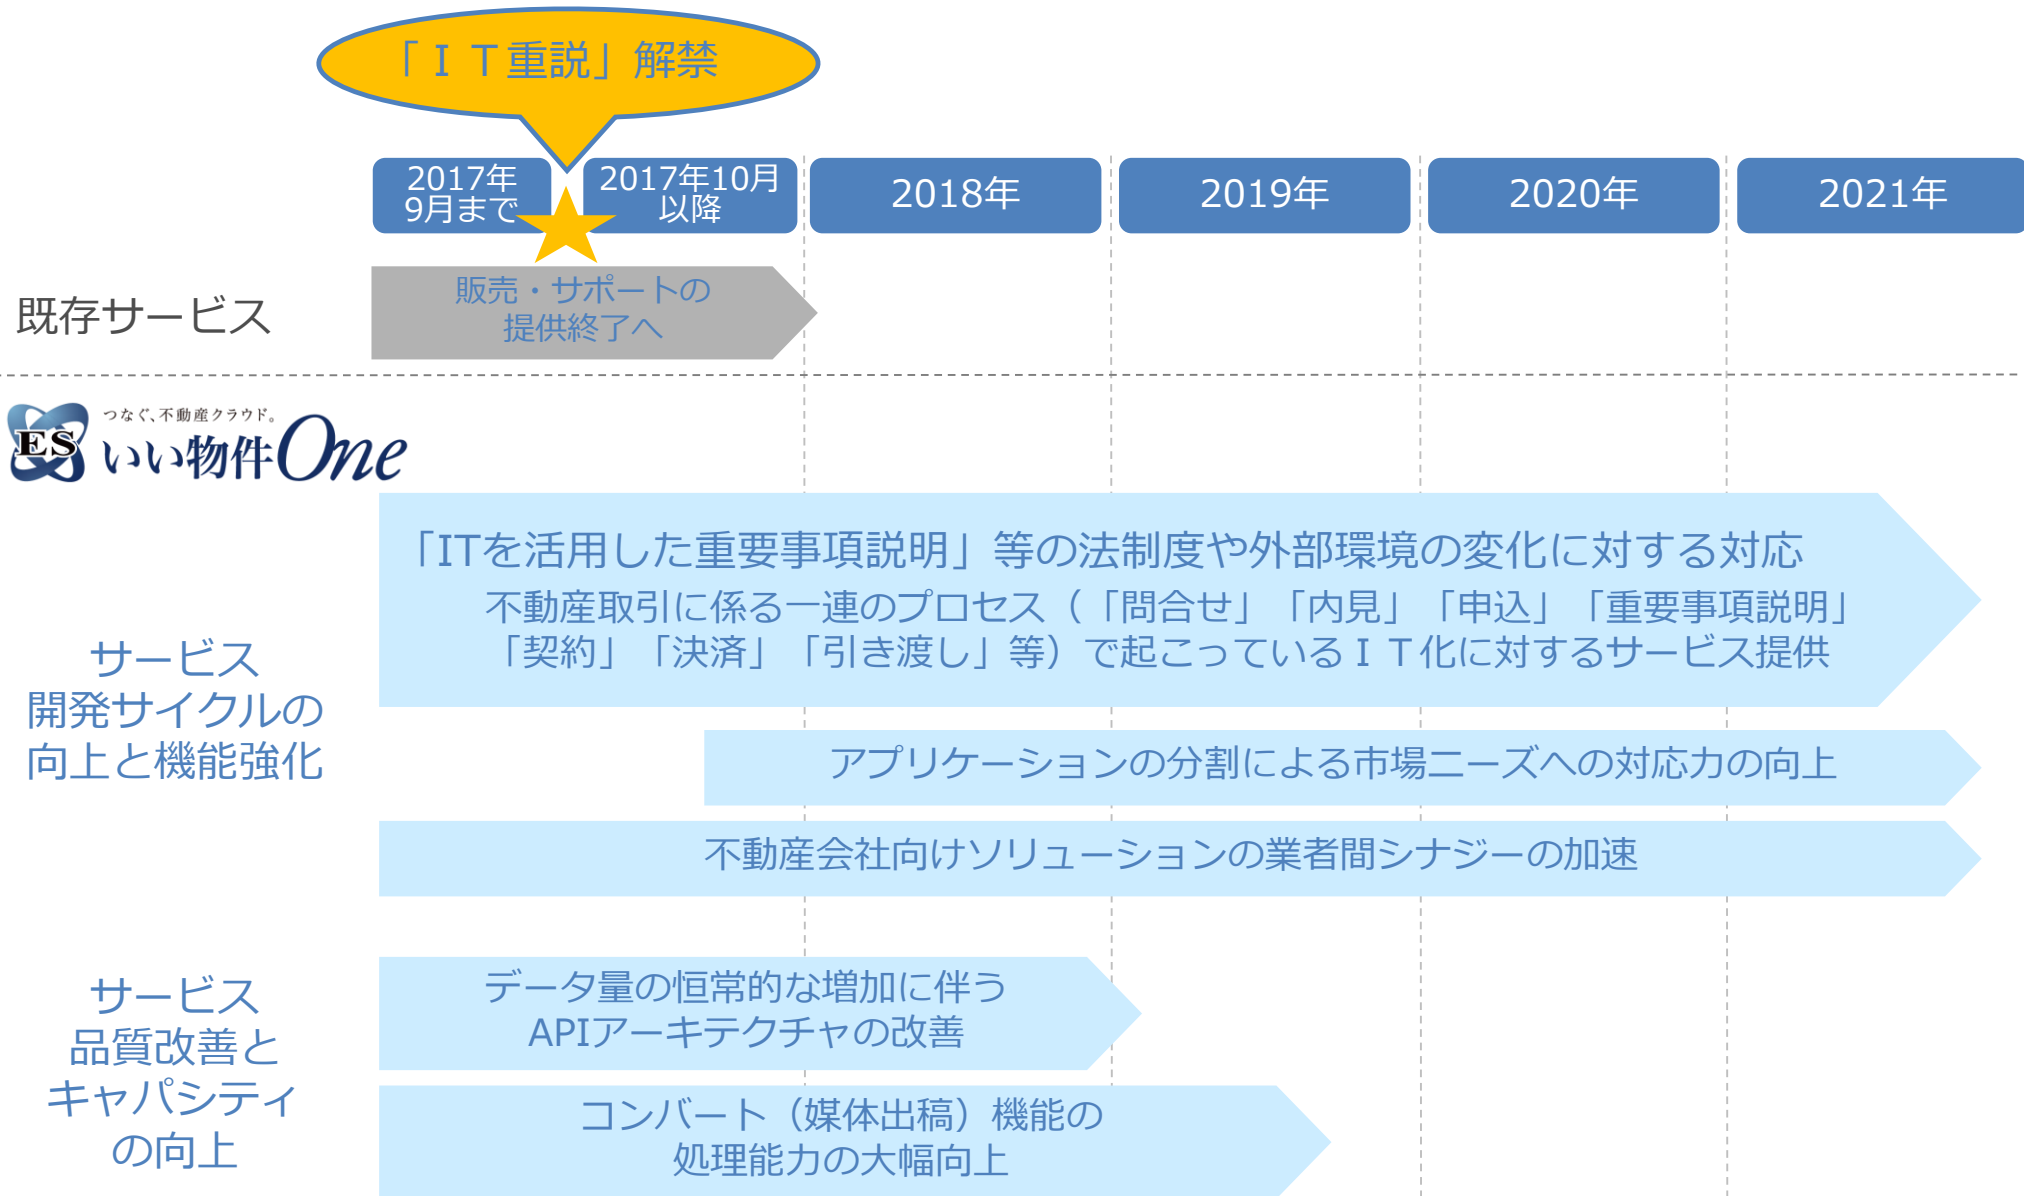 「ＩＴ重説」解禁
2017年
9月まで
2017年10月
以降
2018年
2019年
2020年
2021年
既存サービス
販売・サポートの
提供終了へ
ES
つなぐ、不動産クラウド。
いい物件One
サービス
開発サイクルの
向上と機能強化
「ITを活用した重要事項説明」等の法制度や外部環境の変化に対する対応
不動産取引に係る一連のプロセス（「問合せ」「内見」「申込」「重要事項説明」
「契約」「決済」「引き渡し」等）で起こっているＩＴ化に対するサービス提供
アプリケーションの分割による市場ニーズへの対応力の向上
不動産会社向けソリューションの業者間シナジーの加速
サービス
品質改善と
キャパシティ
の向上
データ量の恒常的な増加に伴う
APIアーキテクチャの改善
コンバート（媒体出稿）機能の
処理能力の大幅向上